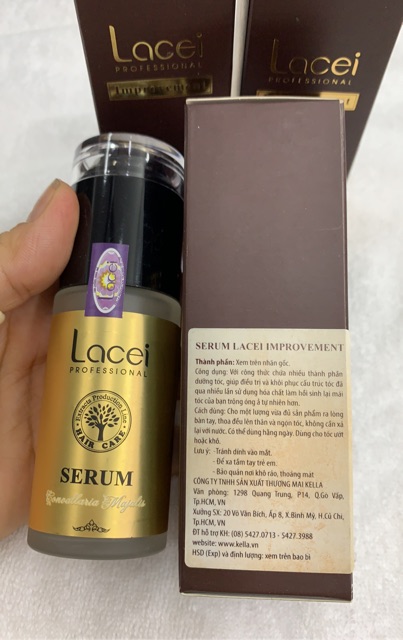 Lacei
PROFESSIONAL
Improvement
Lacei
PROFESSIONAL
Lacei
PROFESSIONAL
Extracts Production Line
HAIR CARE
SERUM
Convallaria Majalis
SERUM LACEI IMPROVEMENT
Thành phần: Xem trên nhãn gốc.
Công dụng: Với công thức chứa nhiều thành phần
dưỡng tóc, giúp điều trị và khôi phục cấu trúc tóc đã
qua nhiều lần sử dụng hóa chất làm hồi sinh lại mái
tóc của bạn trông óng ả tự nhiên hơn.
Cách dùng: Cho một lượng vừa đủ sản phẩm ra lòng
bàn tay, thoa đều lên thân và ngọn tóc, không cần xả
lại với nước. Có thể dùng hằng ngày. Dùng cho tóc ướt
hoặc khô.
Lưu ý: -Tránh dính vào mắt.
- Để xa tầm tay trẻ em.
- Bảo quản nơi khô ráo, thoáng mát
CÔNG TY TNHH SẢN XUẤT THƯƠNG MẠI KELLA
Văn phòng: 1298 Quang Trung, P14, Q.Gò Vấp,
Tp.HCM, VN
Xưởng SX: 20 Võ Văn Bích, Ấp 8, X.Bình Mỹ, H.Củ Chi,
Tp.HCM, VN
ĐT hỗ trợ KH: (08) 5427.0713 - 5427.3988
website: www.kella.vn
HSD (Exp) và định lượng: xem trên bao bì